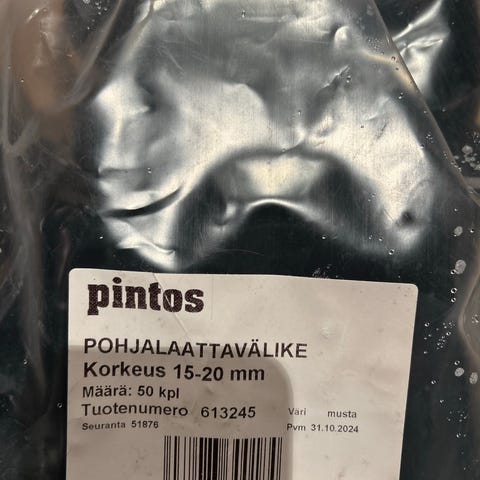 pintos
POHJALAATTAVÄLIKE
Korkeus 15-20 mm
Määrä: 50 kpl
Tuotenumero 613245 Väri musta
Seuranta 51876 Pvm 31.10.2024